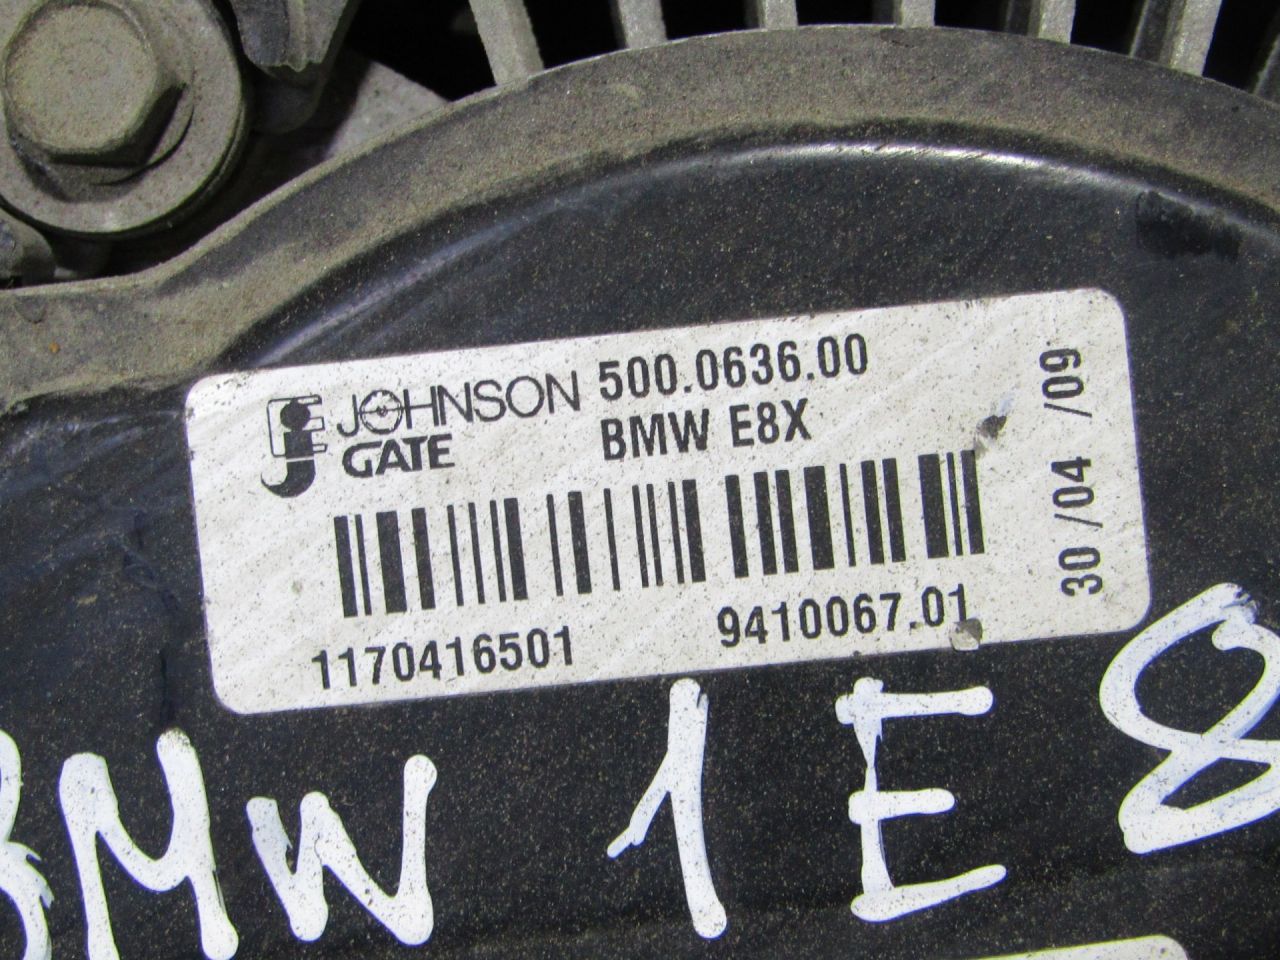 JOHNSON 500.0636.00
GATE BMW E8X
1170416501 9410067.01
30/04/09
BMW 1 E8